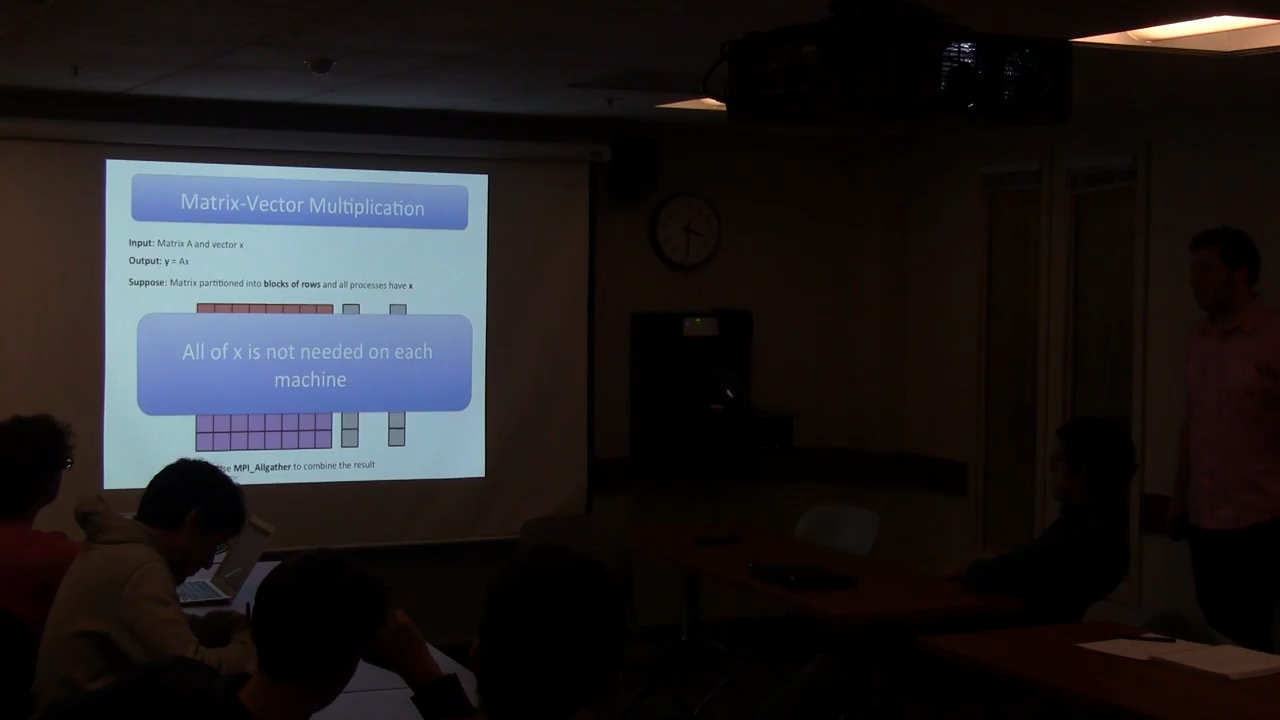 Matrix-Vector Multiplication
Input: Matrix A and vector x
Output: y = Ax
Suppose: Matrix partitioned into blocks of rows and all processes have x
All of x is not needed on each
machine
MPI_Allgather to combine the result